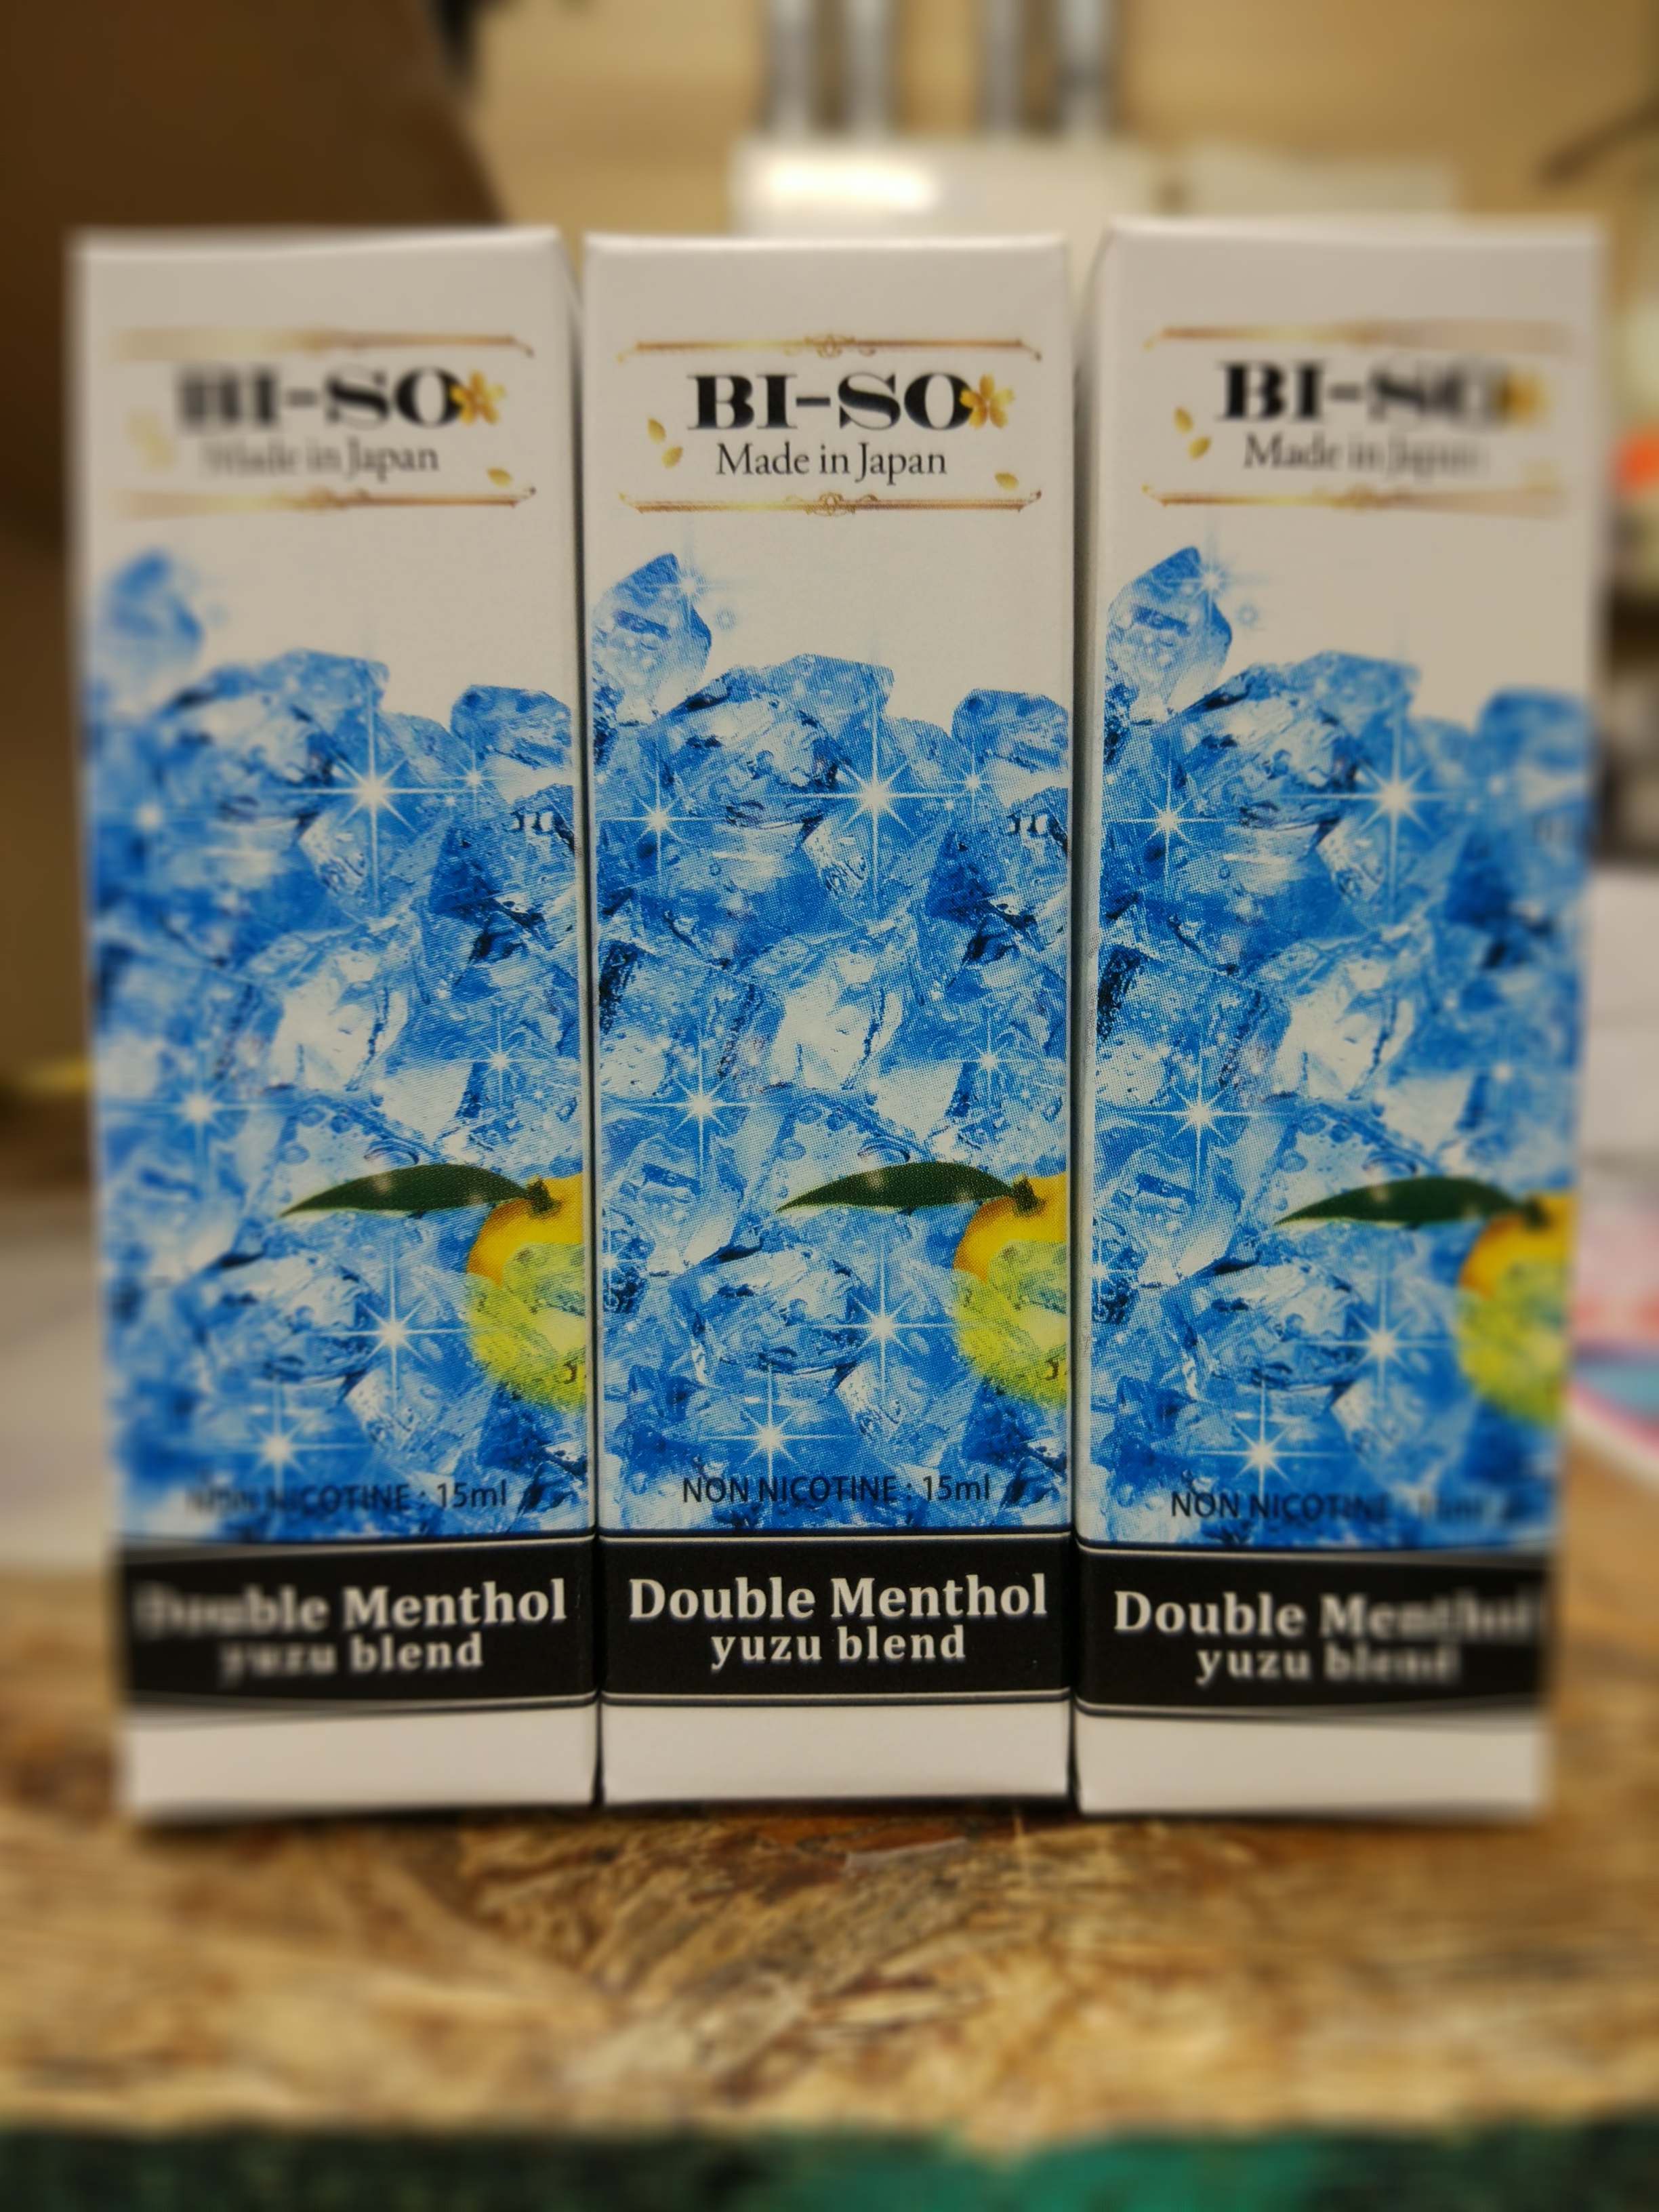 BI-SO
Made in Japan
NON NICOTINE : 15ml
Double Menthol
yuzu blend
BI-SO
Made in Japan
NON NICOTINE : 15ml
Double Menthol
yuzu blend
BI-SO
Made in Japan
NON NICOTINE : 15ml
Double Menthol
yuzu blend